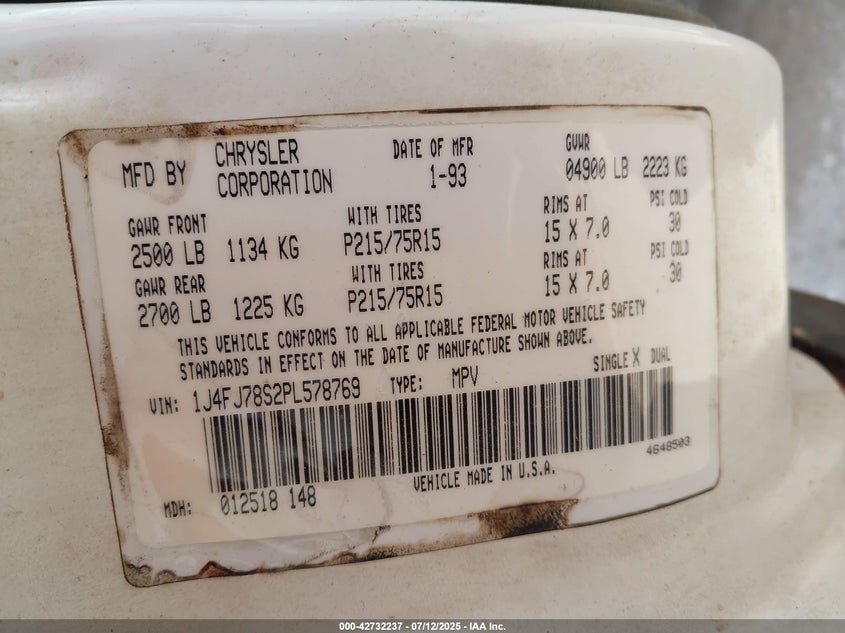 MFD BY CHRYSLER CORPORATION DATE OF MFR 1-93 GVWR 04900 LB 2223 KG
GAWR FRONT WITH TIRES RIMS AT PSI COLD
2500 LB 1134 KG P215/75R15 15 X 7.0 30
GAWR REAR WITH TIRES RIMS AT PSI COLD
2700 LB 1225 KG P215/75R15 15 X 7.0 30
THIS VEHICLE CONFORMS TO ALL APPLICABLE FEDERAL MOTOR VEHICLE SAFETY
STANDARDS IN EFFECT ON THE DATE OF MANUFACTURE SHOWN ABOVE.
VIN: 1J4FJ78S2PL578769 TYPE: MPV SINGLE X DUAL
4648503
MDH: 012518 148 VEHICLE MADE IN U.S.A.
000-42732237 - 07/12/2025 - IAA Inc.